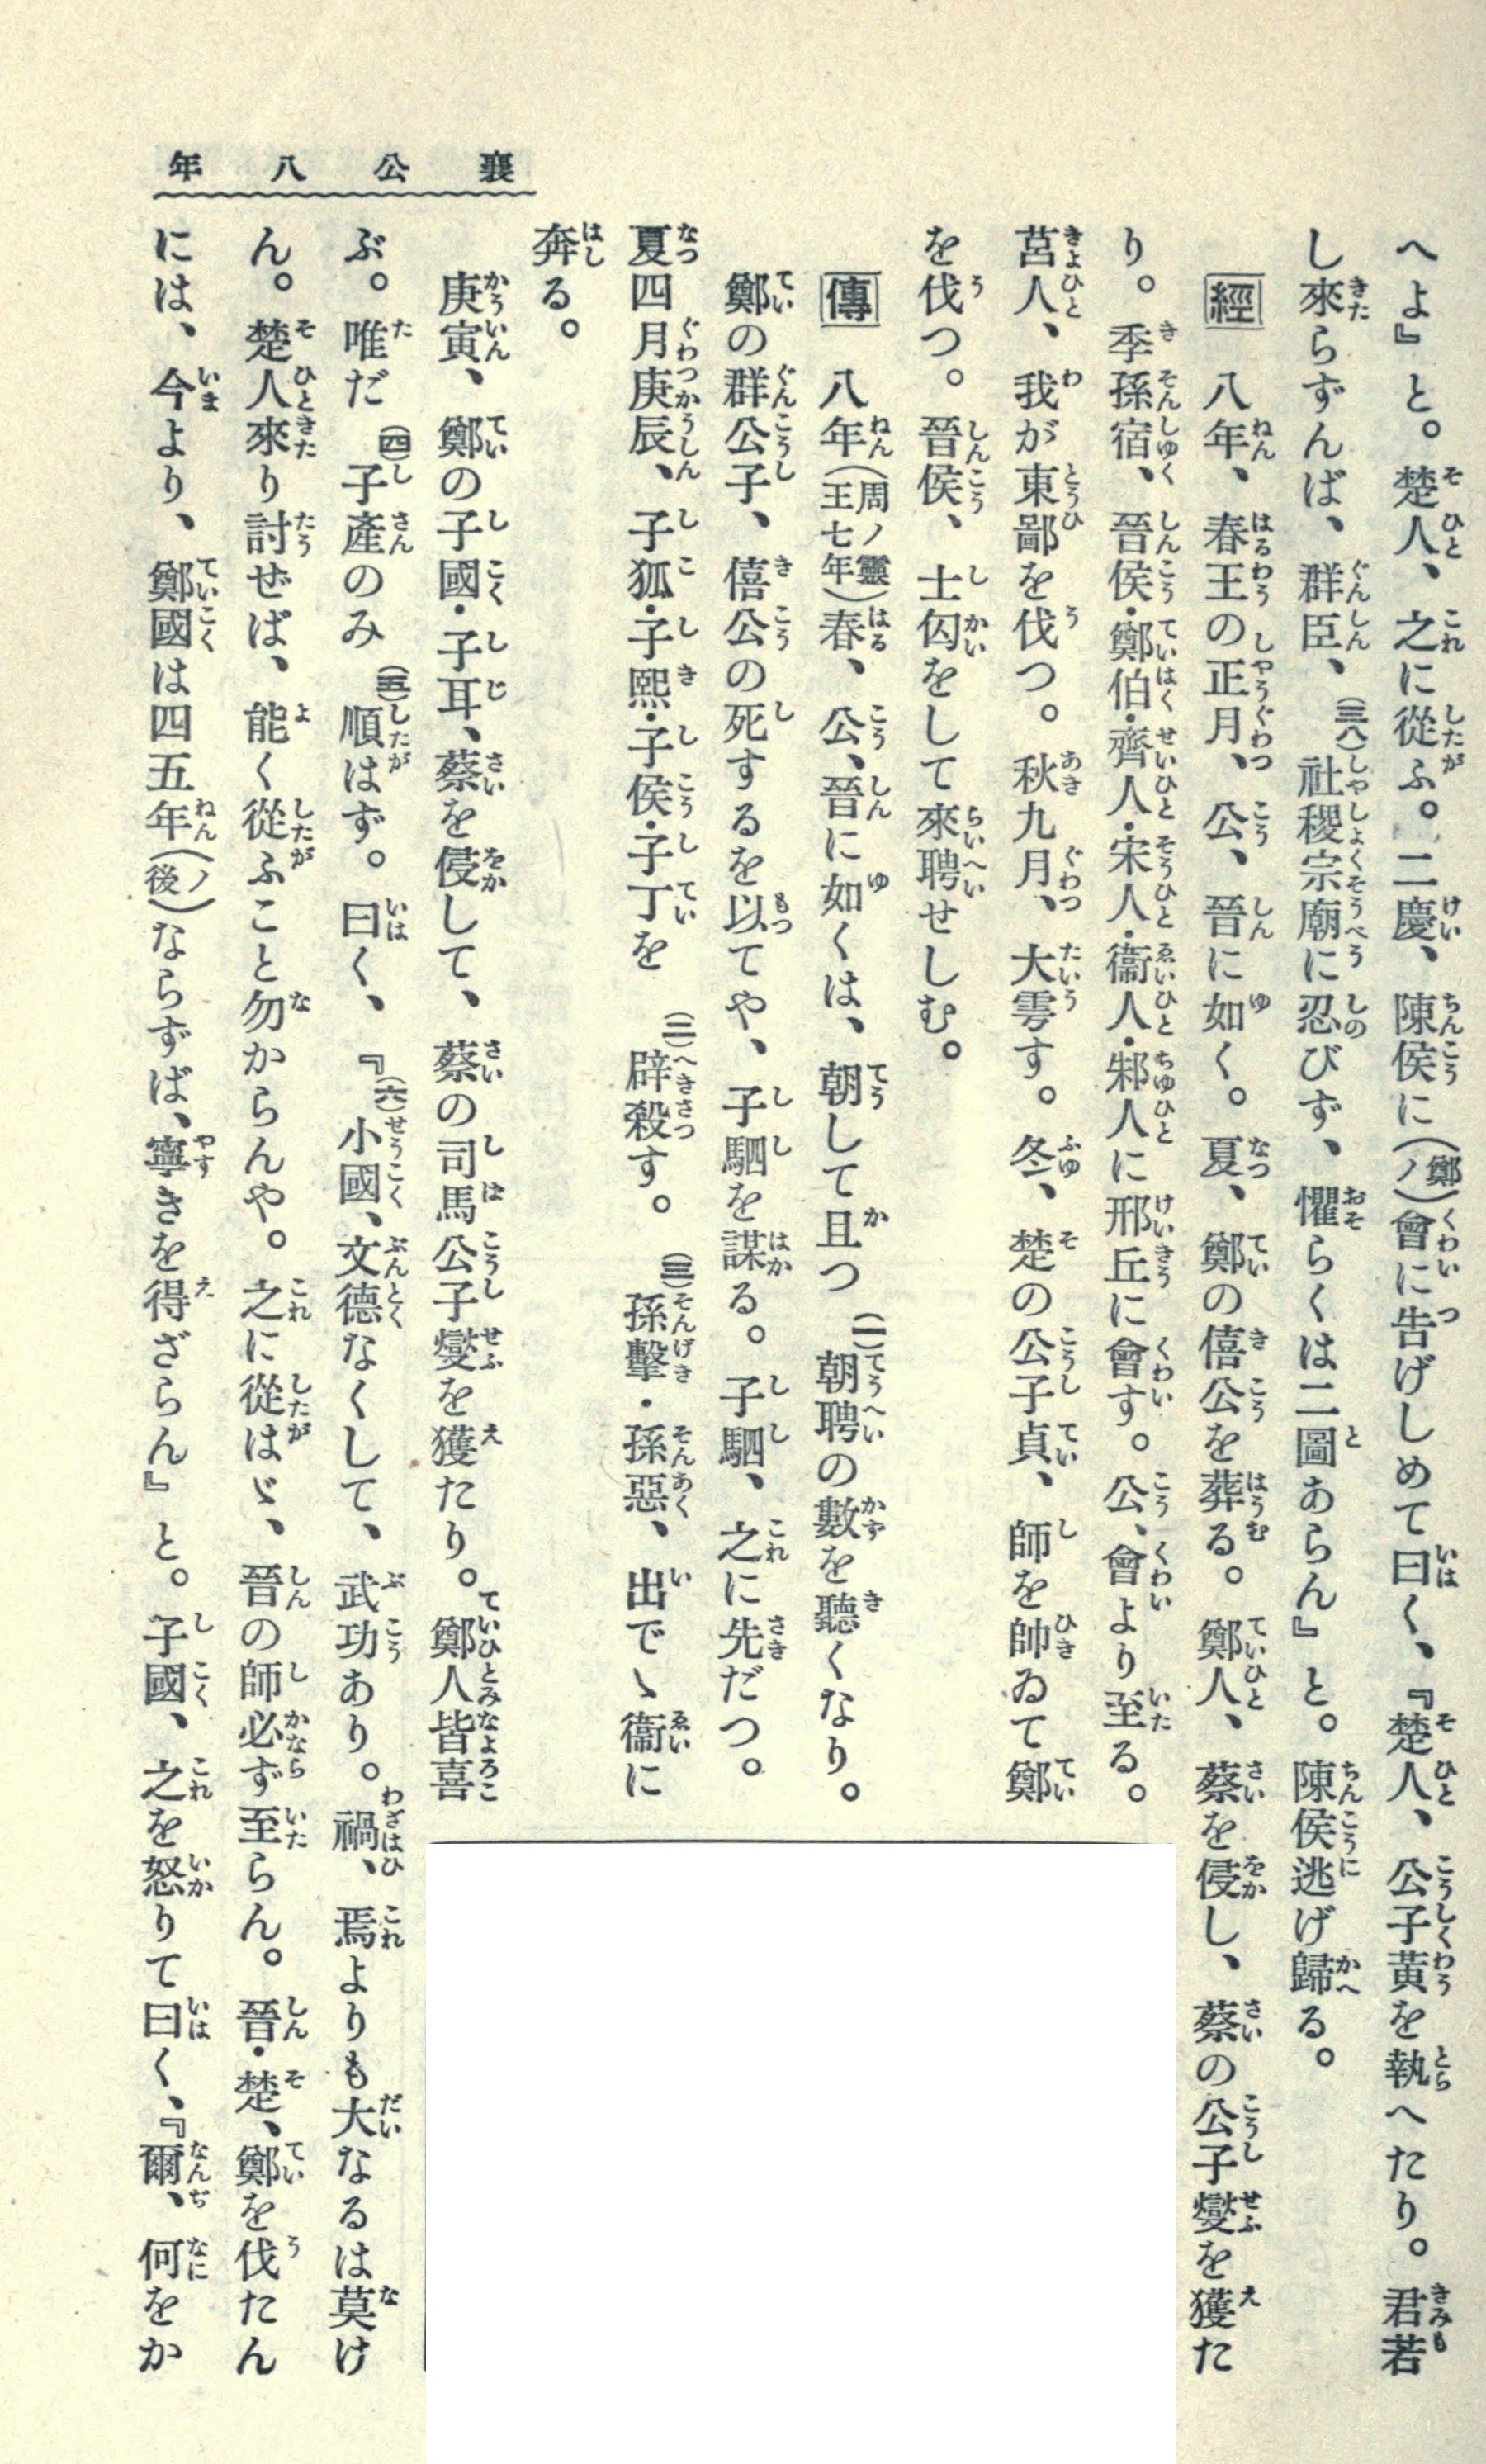 へよ』と。楚人、之に從ふ。二慶、陳侯に(鄭ノ)會に告げしめて曰く、『楚人、公子黄を執へたり。君若
し來らずんば、群臣、(三八)社稷宗廟に忍びず、懼らくは二圖あらん』と。陳侯逃げ歸る。
經 八年、春王の正月、公、晉に如く。夏、鄭の僖公を葬る。鄭人、蔡を侵し、蔡の公子燮を獲た
り。季孫宿、晉侯・鄭伯・齊人・宋人・衞人・邾人に邢丘に會す。公、會より至る。
莒人、我が東鄙を伐つ。秋九月、大雩す。冬、楚の公子貞、師を帥ゐて鄭
を伐つ。晉侯、士匃をして來聘せしむ。
傳 八年(周ノ靈王七年)春、公、晉に如くは、朝して且つ(一)朝聘の數を聽くなり。
鄭の群公子、僖公の死するを以てや、子駟を謀る。子駟、之に先だつ。
夏四月庚辰、子狐・子熙・子侯・子丁を(二)辟殺す。(三)孫擊・孫惡、出でゝ衞に
奔る。
庚寅、鄭の子國・子耳、蔡を侵して、蔡の司馬公子燮を獲たり。鄭人皆喜
ぶ。唯だ(四)子產のみ(五)順はず。曰く、『(六)小國、文德なくして、武功あり。禍、焉よりも大なるは莫け
ん。楚人來り討ぜば、能く從ふこと勿からんや。之に從はゞ、晉の師必ず至らん。晉・楚、鄭を伐たん
には、今より、鄭國は四五年(ノ後)ならずば、寧きを得ざらん』と。子國、之を怒りて曰く、『爾、何をか
襄公八年